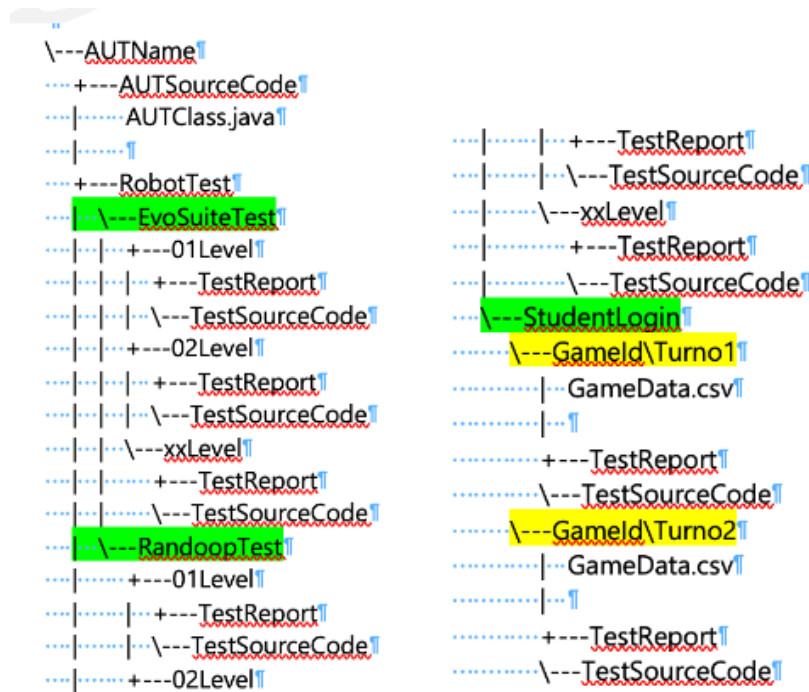 \---AUTName¶
+---AUTSourceCode¶
| AUTClass.java¶
| ¶
+---RobotTest¶
| \---EvoSuiteTest¶
| | +---01Level¶
| | | +---TestReport¶
| | | \---TestSourceCode¶
| | +---02Level¶
| | | +---TestReport¶
| | | \---TestSourceCode¶
| | \---xxLevel¶
| | +---TestReport¶
| | \---TestSourceCode¶
| \---RandoopTest¶
| +---01Level¶
| | +---TestReport¶
| | \---TestSourceCode¶
| +---02Level¶
| | +---TestReport¶
| | \---TestSourceCode¶
| \---xxLevel¶
| +---TestReport¶
| \---TestSourceCode¶
\---StudentLogin¶
\---GameId\Turno1¶
| GameData.csv¶
| ¶
+---TestReport¶
\---TestSourceCode¶
\---GameId\Turno2¶
| GameData.csv¶
| ¶
+---TestReport¶
\---TestSourceCode¶